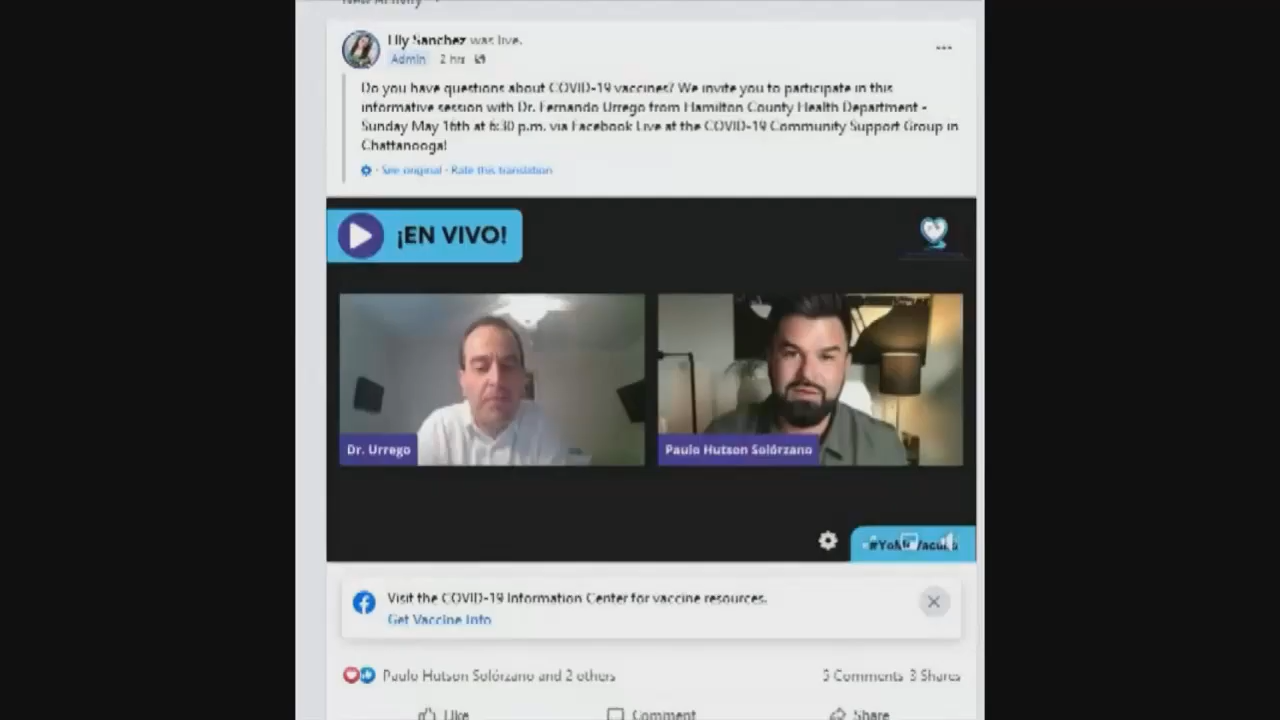 New Activity
Lily Sanchez was live.
Admin 2 hrs
Do you have questions about COVID-19 vaccines? We invite you to participate in this
informative session with Dr. Fernando Urrego from Hamilton County Health Department -
Sunday May 16th at 6:30 p.m. via Facebook Live at the COVID-19 Community Support Group in
Chattanooga!
· See original · Rate this translation
¡EN VIVO!
Dr. Urrego
Paulo Hutson Solórzano
#YoMeVacuno
Visit the COVID-19 Information Center for vaccine resources.
Get Vaccine Info
Paulo Hutson Solórzano and 2 others
3 Comments 3 Shares
Like
Comment
Share